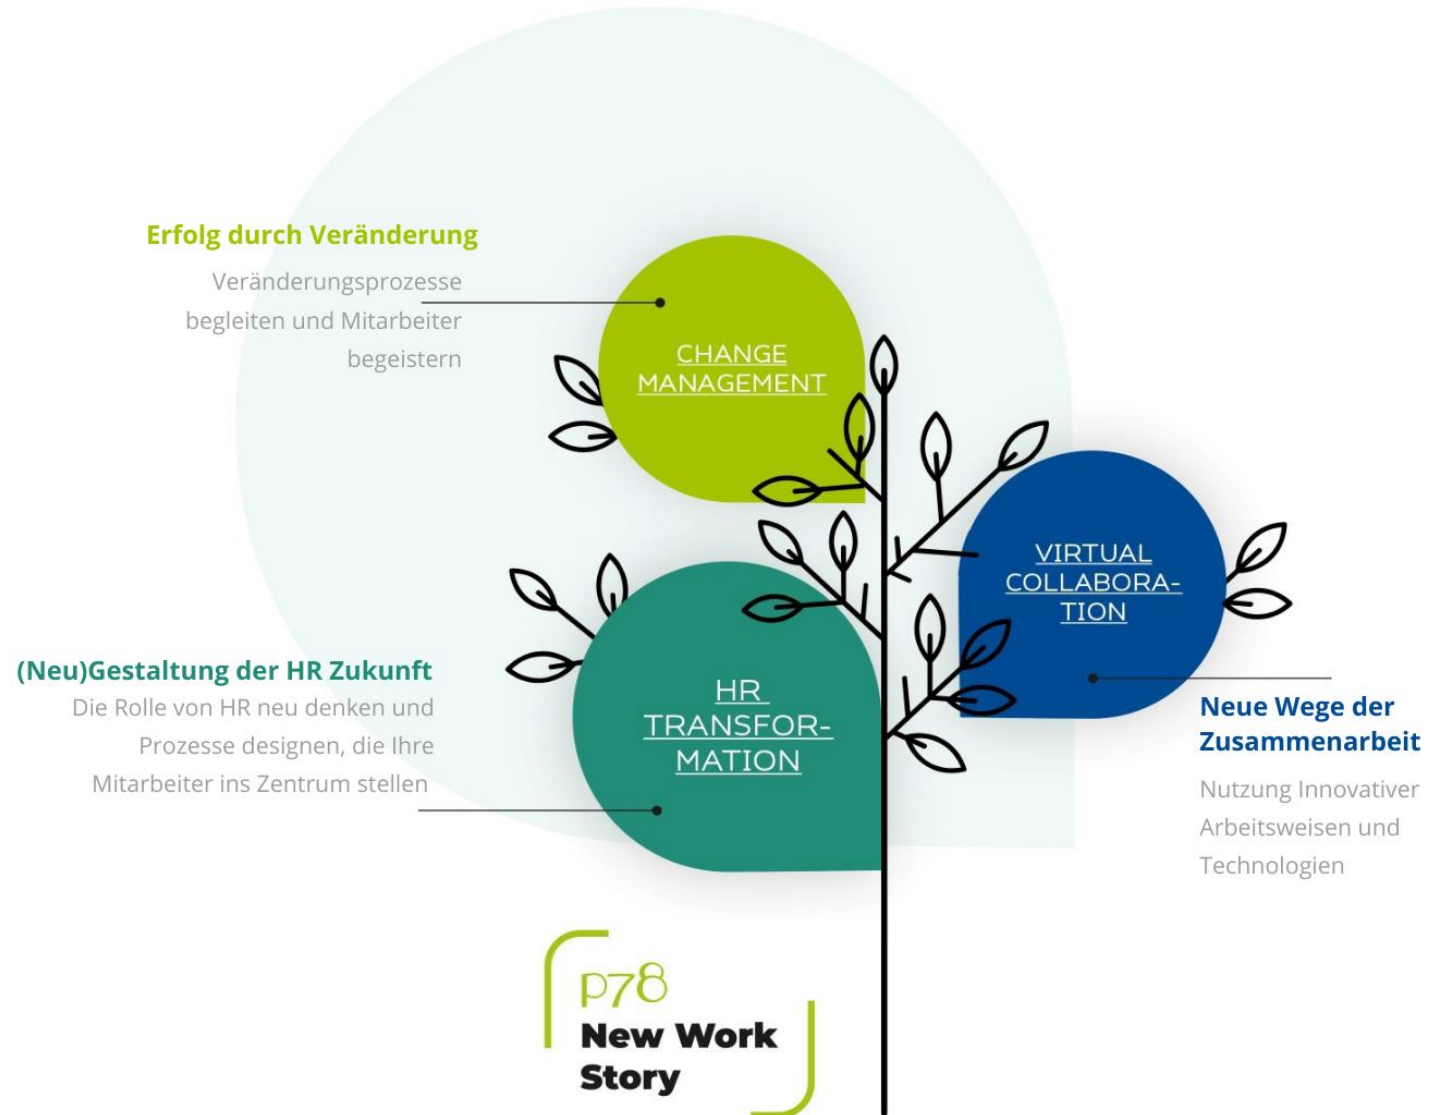 Erfolg durch Veränderung
Veränderungsprozesse
begleiten und Mitarbeiter
begeistern
CHANGE
MANAGEMENT
VIRTUAL
COLLABORA-
TION
(Neu)Gestaltung der HR Zukunft
Die Rolle von HR neu denken und
Prozesse designen, die Ihre
Mitarbeiter ins Zentrum stellen
HR
TRANSFOR-
MATION
Neue Wege der
Zusammenarbeit
Nutzung Innovativer
Arbeitsweisen und
Technologien
p78
New Work
Story